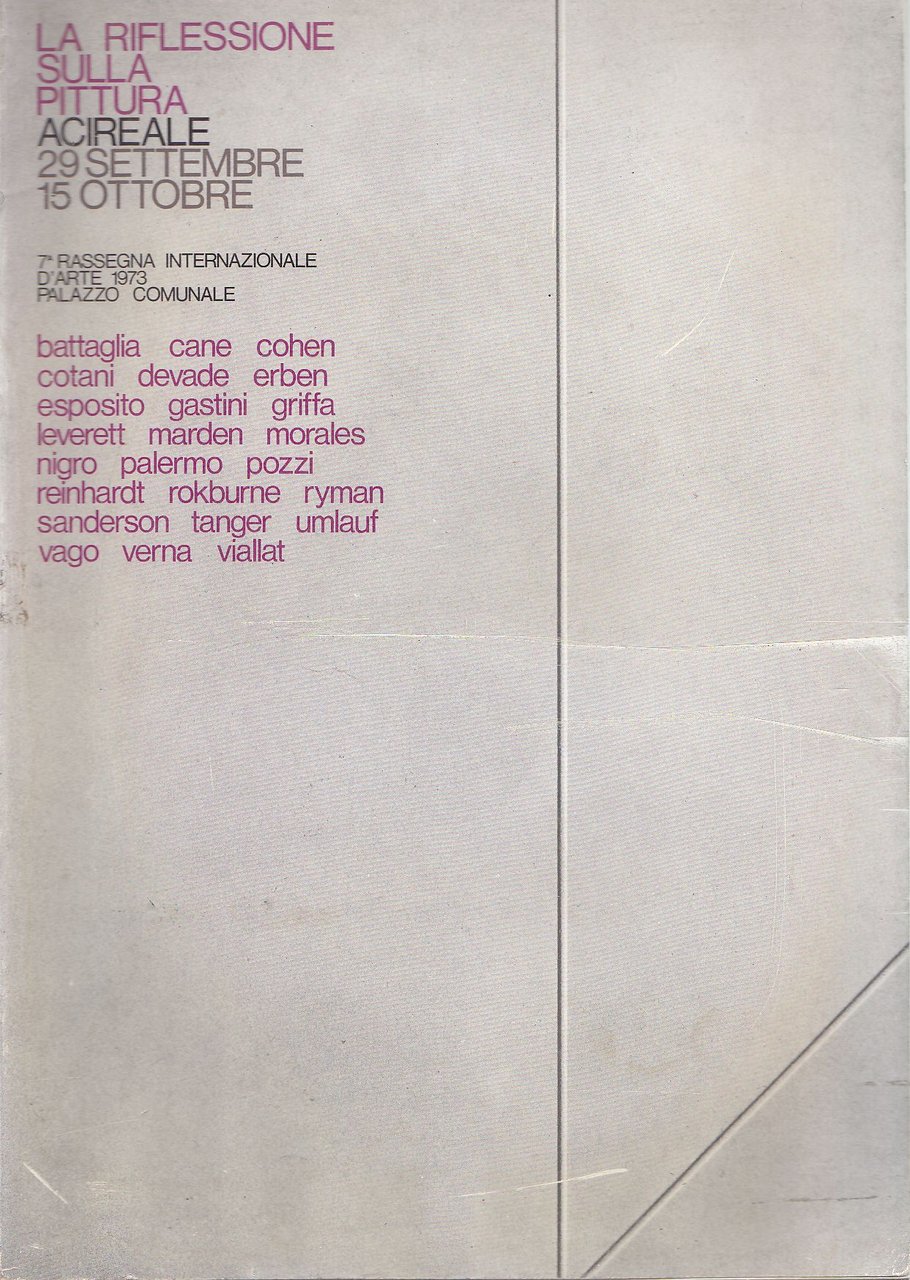 LA RIFLESSIONE
SULLA
PITTURA
ACIREALE
29 SETTEMBRE
15 OTTOBRE
7ª RASSEGNA INTERNAZIONALE
D'ARTE 1973
PALAZZO COMUNALE
battaglia cane cohen
cotani devade erben
esposito gastini griffa
leverett marden morales
nigro palermo pozzi
reinhardt rokburne ryman
sanderson tanger umlauf
vago verna viallat